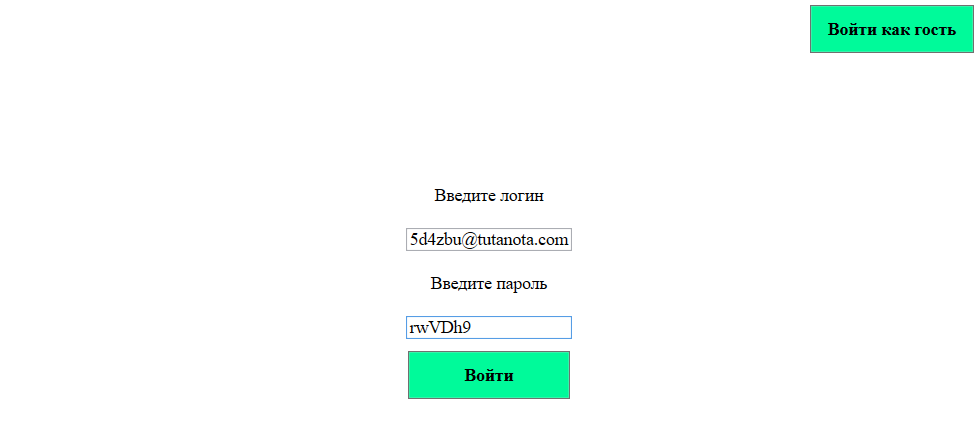 Войти как гость
Введите логин
5d4zbu@tutanota.com
Введите пароль
rwVDh9
Войти